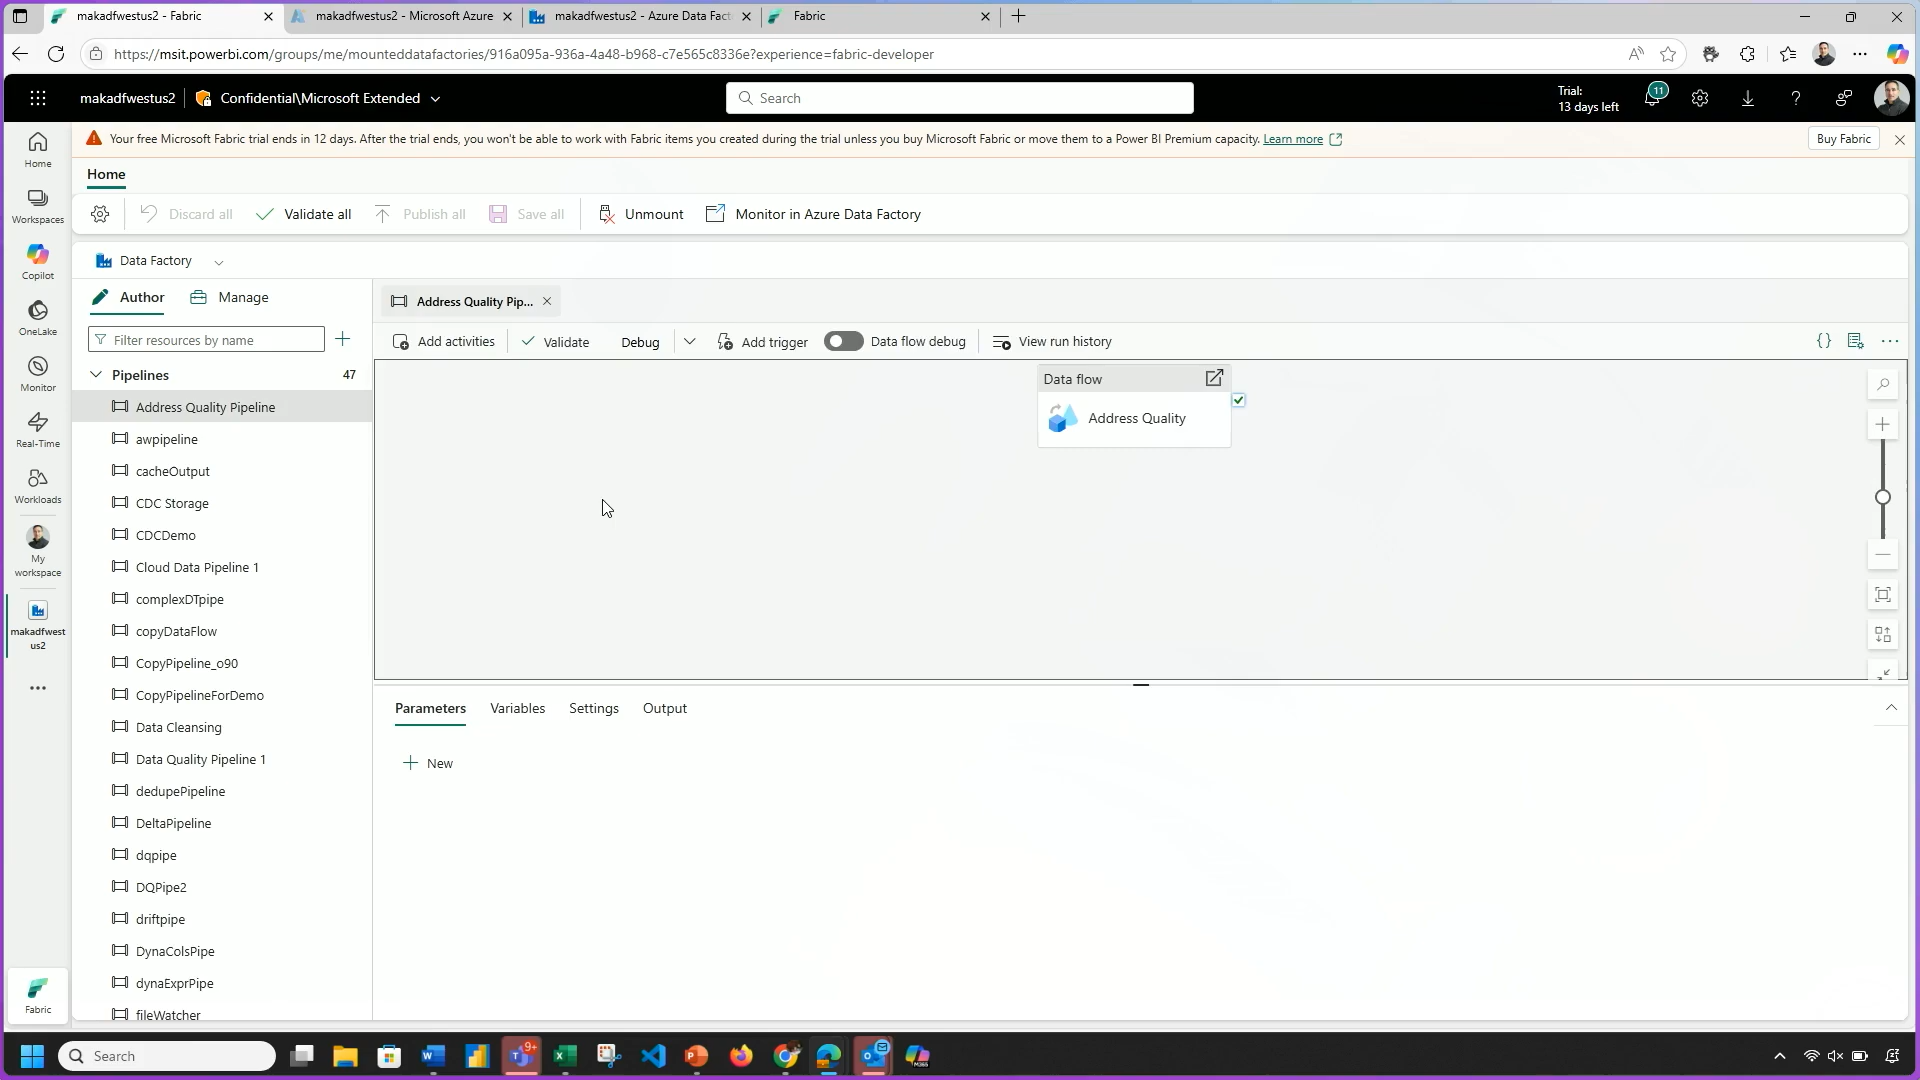 makadfwestus2 - Fabric
makadfwestus2 - Microsoft Azure
makadfwestus2 - Azure Data Fact
Fabric
https://msit.powerbi.com/groups/me/mounteddatafactories/916a095a-936a-4a48-b968-c7e565c8336e?experience=fabric-developer
makadfwestus2
Confidential\Microsoft Extended
Search
Trial:
13 days left
11
Your free Microsoft Fabric trial ends in 12 days. After the trial ends, you won't be able to work with Fabric items you created during the trial unless you buy Microsoft Fabric or move them to a Power BI Premium capacity. Learn more
Buy Fabric
Home
Workspaces
Copilot
OneLake
Monitor
Real-Time
Workloads
My
workspace
makadfwest
us2
Fabric
Home
Discard all
Validate all
Publish all
Save all
Unmount
Monitor in Azure Data Factory
Data Factory
Author
Manage
Filter resources by name
Pipelines 47
Address Quality Pipeline
awpipeline
cacheOutput
CDC Storage
CDCDemo
Cloud Data Pipeline 1
complexDTpipe
copyDataFlow
CopyPipeline_o90
CopyPipelineForDemo
Data Cleansing
Data Quality Pipeline 1
dedupePipeline
DeltaPipeline
dqpipe
DQPipe2
driftpipe
DynaColsPipe
dynaExprPipe
fileWatcher
Address Quality Pip...
Add activities
Validate
Debug
Add trigger
Data flow debug
View run history
Data flow
Address Quality
Parameters
Variables
Settings
Output
New
Search
9+